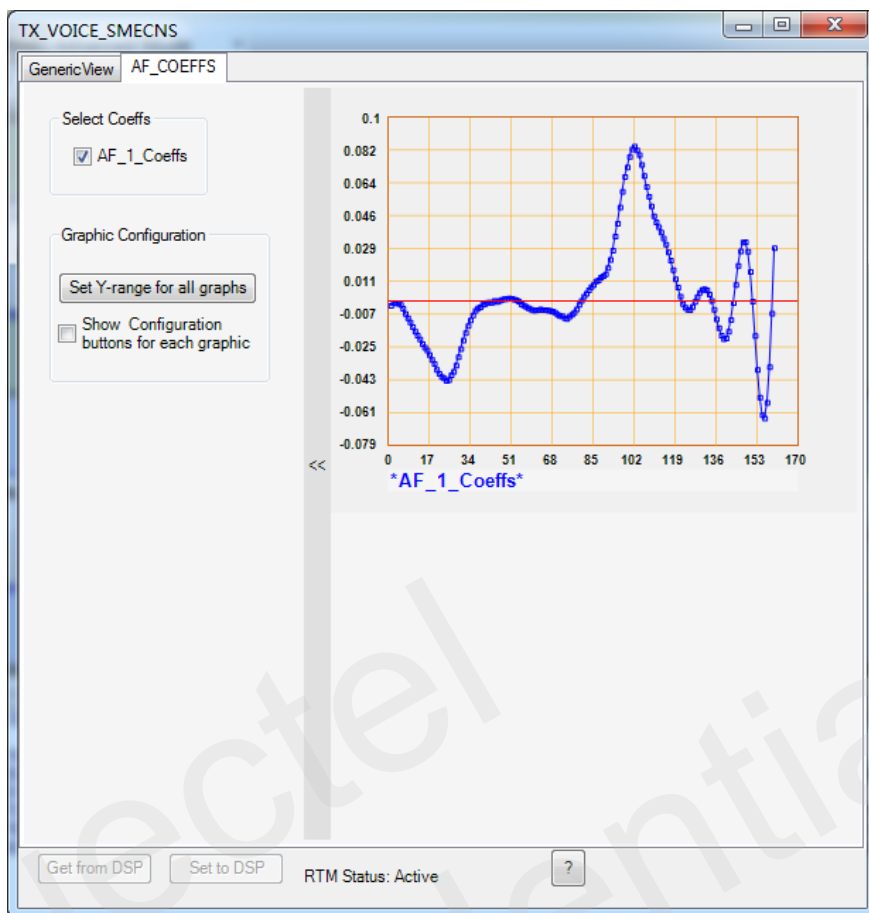 TX_VOICE_SMECNS
GenericView AF_COEFFS
Select Coeffs
AF_1_Coeffs
Graphic Configuration
Set Y-range for all graphs
Show Configuration
buttons for each graphic
<<
0.1
0.082
0.064
0.046
0.029
0.011
-0.007
-0.025
-0.043
-0.061
-0.079
0 17 34 51 68 85 102 119 136 153 170
*AF_1_Coeffs*
Get from DSP Set to DSP RTM Status: Active ?